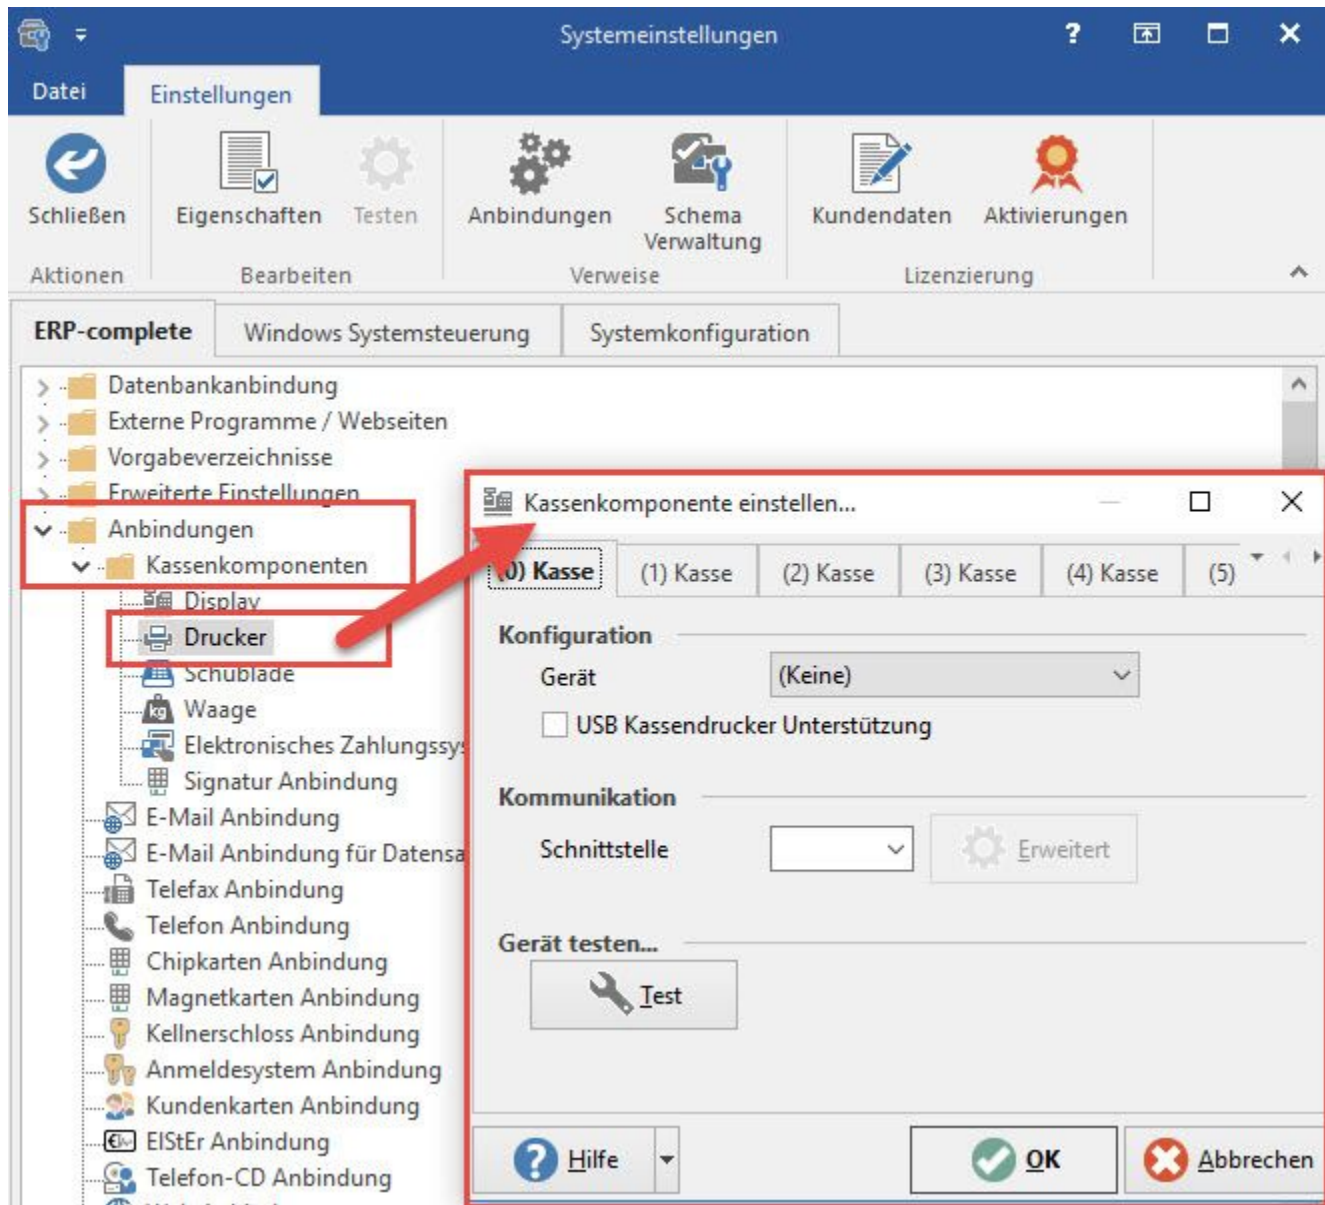 Systemeinstellungen
Datei
Einstellungen
Schließen
Eigenschaften
Testen
Anbindungen
Schema
Verwaltung
Kundendaten
Aktivierungen
Aktionen
Bearbeiten
Verweise
Lizenzierung
ERP-complete
Windows Systemsteuerung
Systemkonfiguration
Datenbankanbindung
Externe Programme / Webseiten
Vorgabeverzeichnisse
Erweiterte Einstellungen
Anbindungen
Kassenkomponenten
Display
Drucker
Schublade
kg Waage
Elektronisches Zahlungssys
Signatur Anbindung
E-Mail Anbindung
E-Mail Anbindung für Datensa
Telefax Anbindung
Telefon Anbindung
Chipkarten Anbindung
Magnetkarten Anbindung
Kellnerschloss Anbindung
Anmeldesystem Anbindung
Kundenkarten Anbindung
ElStEr Anbindung
Telefon-CD Anbindung
Kassenkomponente einstellen...
(0) Kasse
(1) Kasse
(2) Kasse
(3) Kasse
(4) Kasse
(5)
Konfiguration
Gerät
(Keine)
USB Kassendrucker Unterstützung
Kommunikation
Schnittstelle
Erweitert
Gerät testen...
Test
Hilfe
OK
Abbrechen